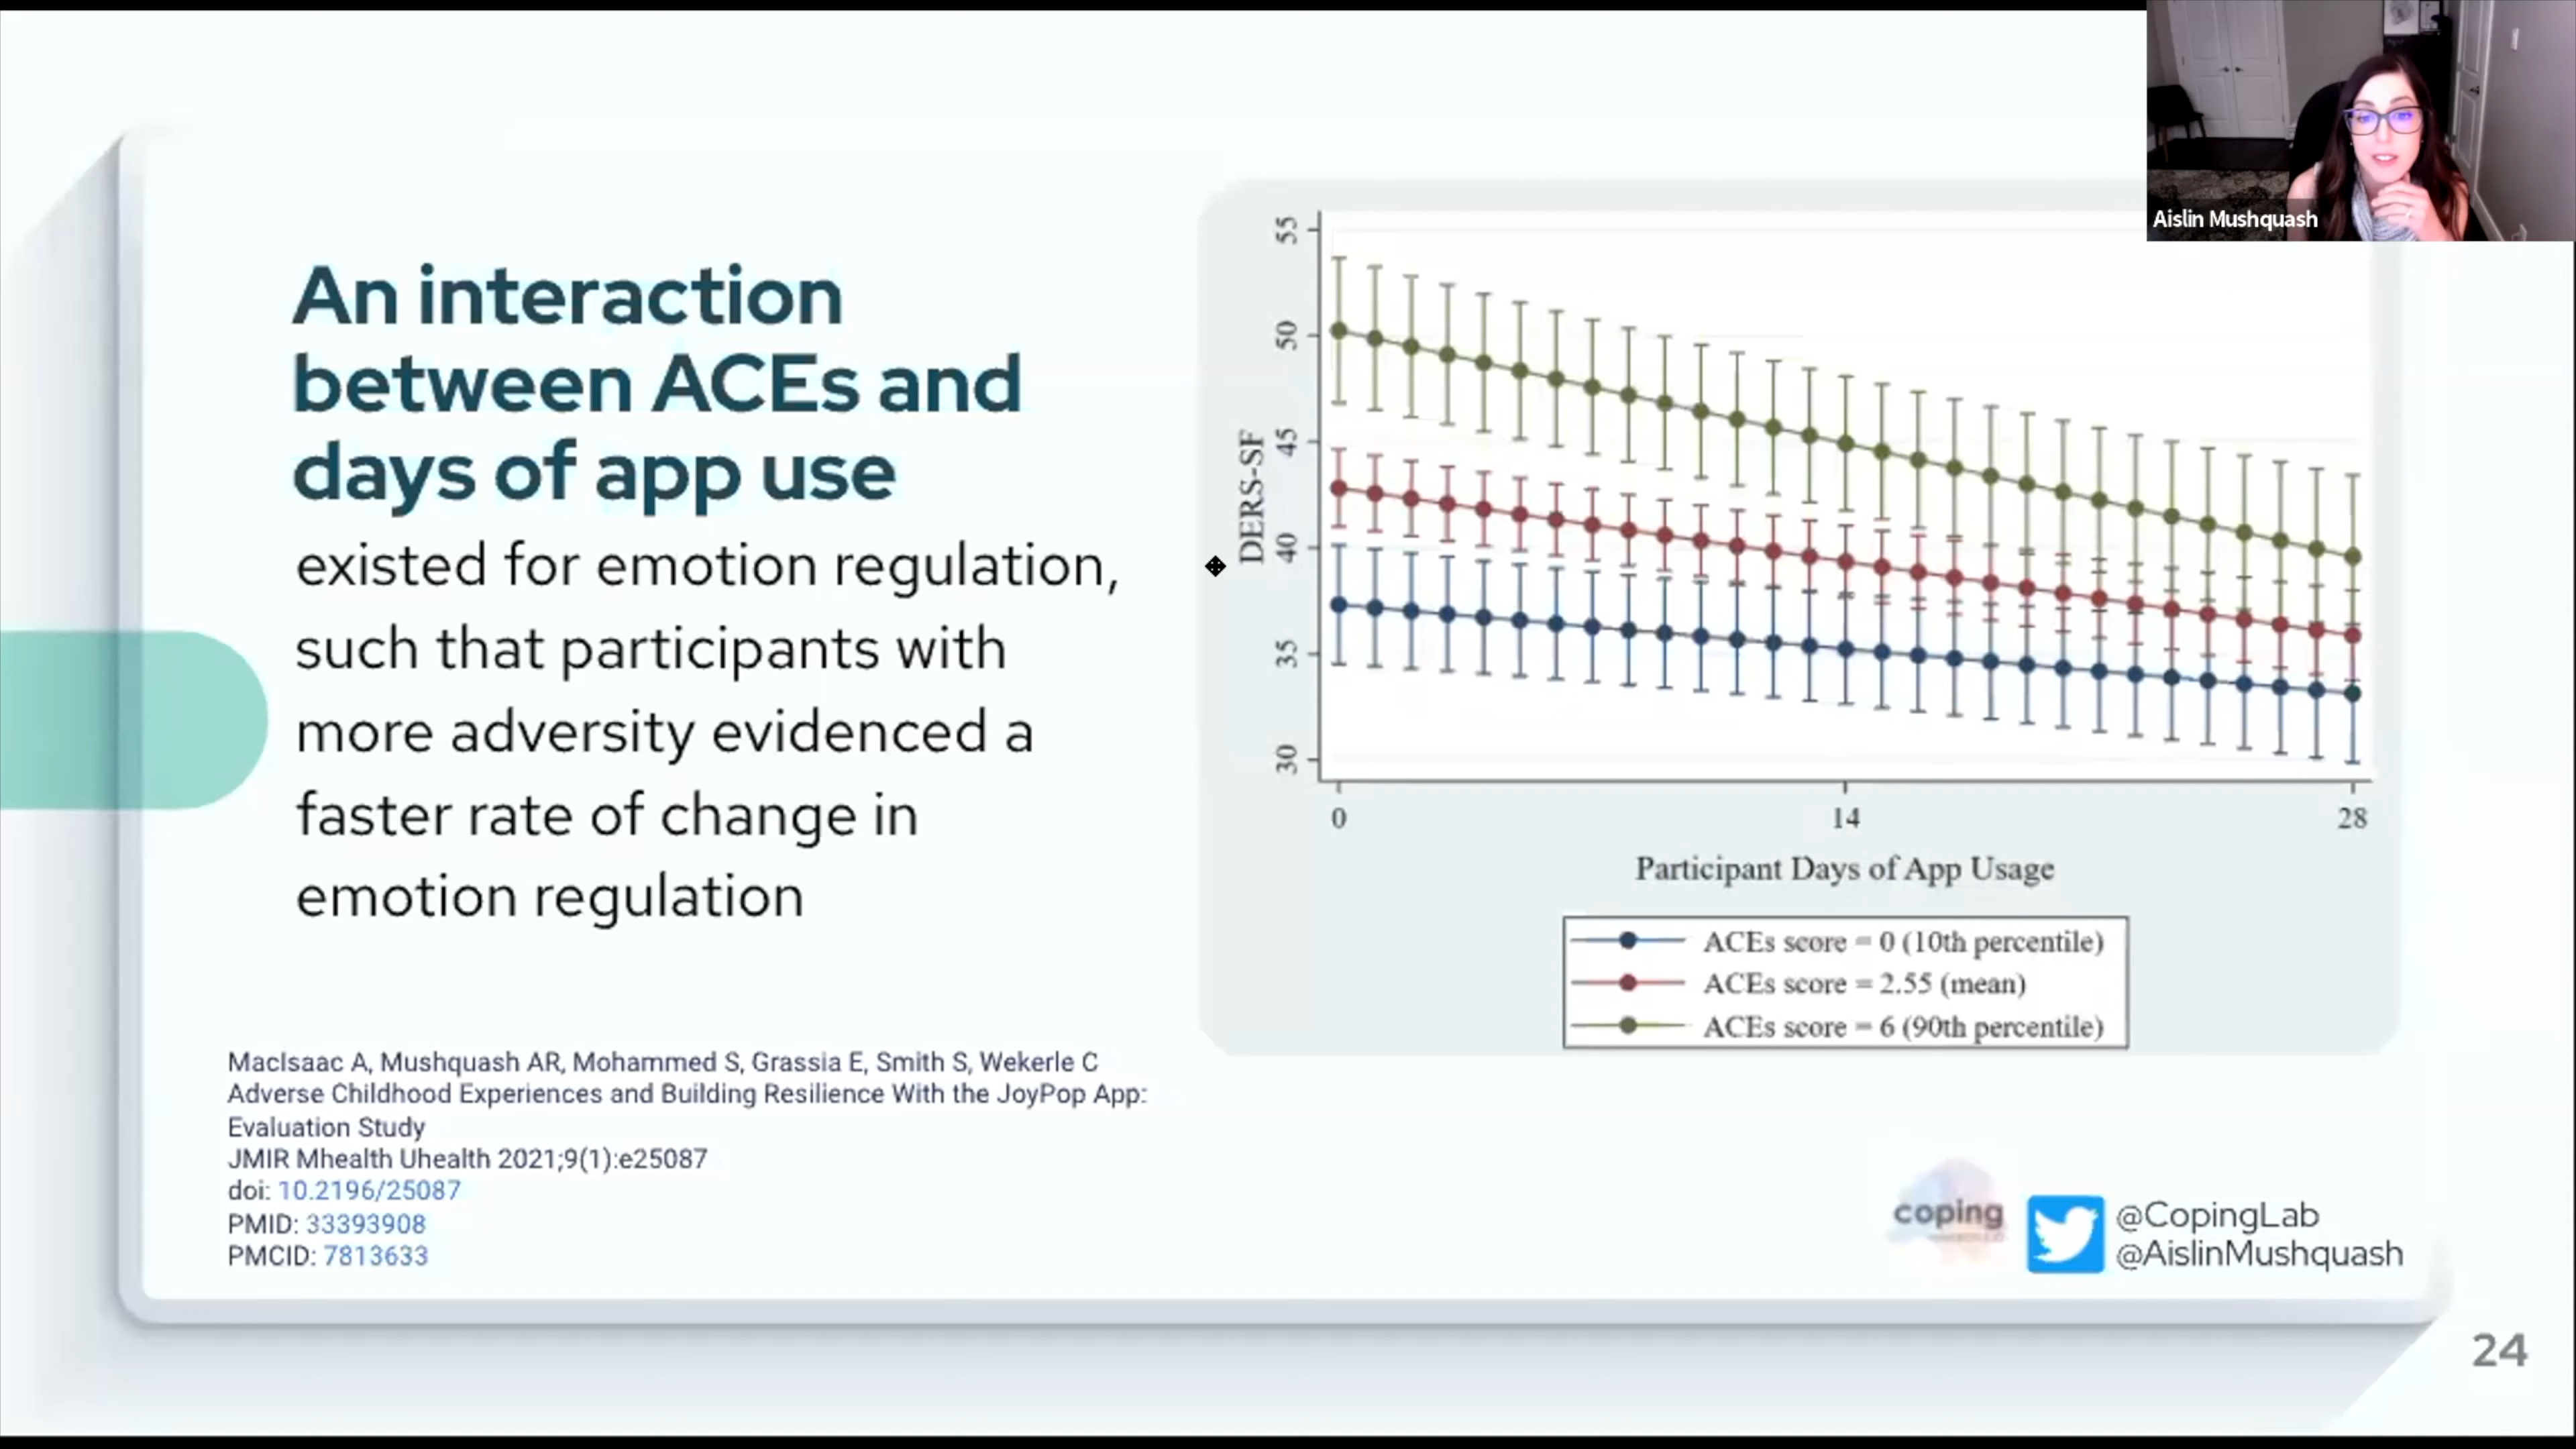 Aislin Mushquash
An interaction
between ACEs and
days of app use
existed for emotion regulation,
such that participants with
more adversity evidenced a
faster rate of change in
emotion regulation
MacIsaac A, Mushquash AR, Mohammed S, Grassia E, Smith S, Wekerle C
Adverse Childhood Experiences and Building Resilience With the JoyPop App:
Evaluation Study
JMIR Mhealth Uhealth 2021;9(1):e25087
doi: 10.2196/25087
PMID: 33393908
PMCID: 7813633
DERS-SF
55
50
45
40
35
30
0 14 28
Participant Days of App Usage
ACEs score = 0 (10th percentile)
ACEs score = 2.55 (mean)
ACEs score = 6 (90th percentile)
coping
@CopingLab
@AislinMushquash
24